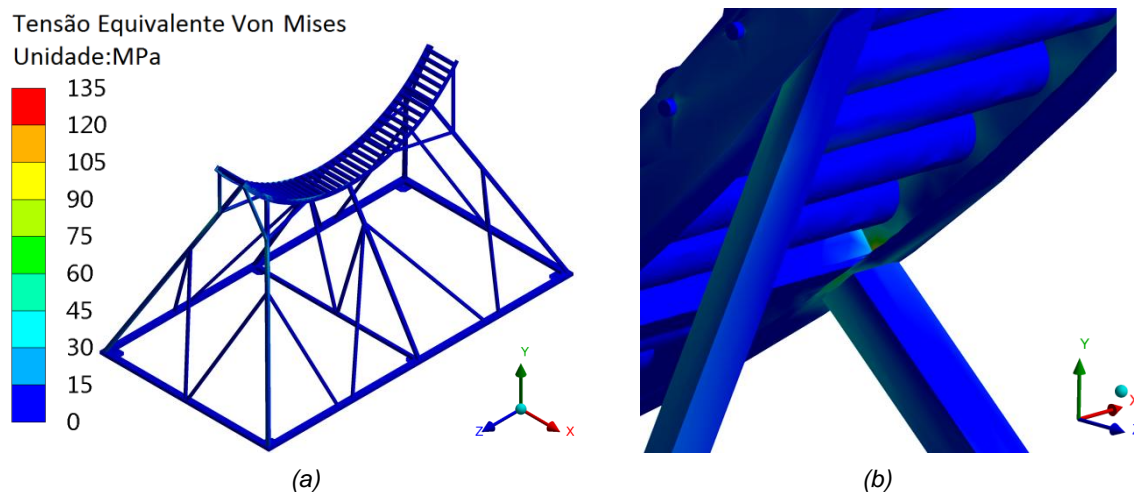 Tensão Equivalente Von Mises
Unidade:MPa
135
120
105
90
75
60
45
30
15
0
Y
Z
X
Y
X
Z
(a)
(b)